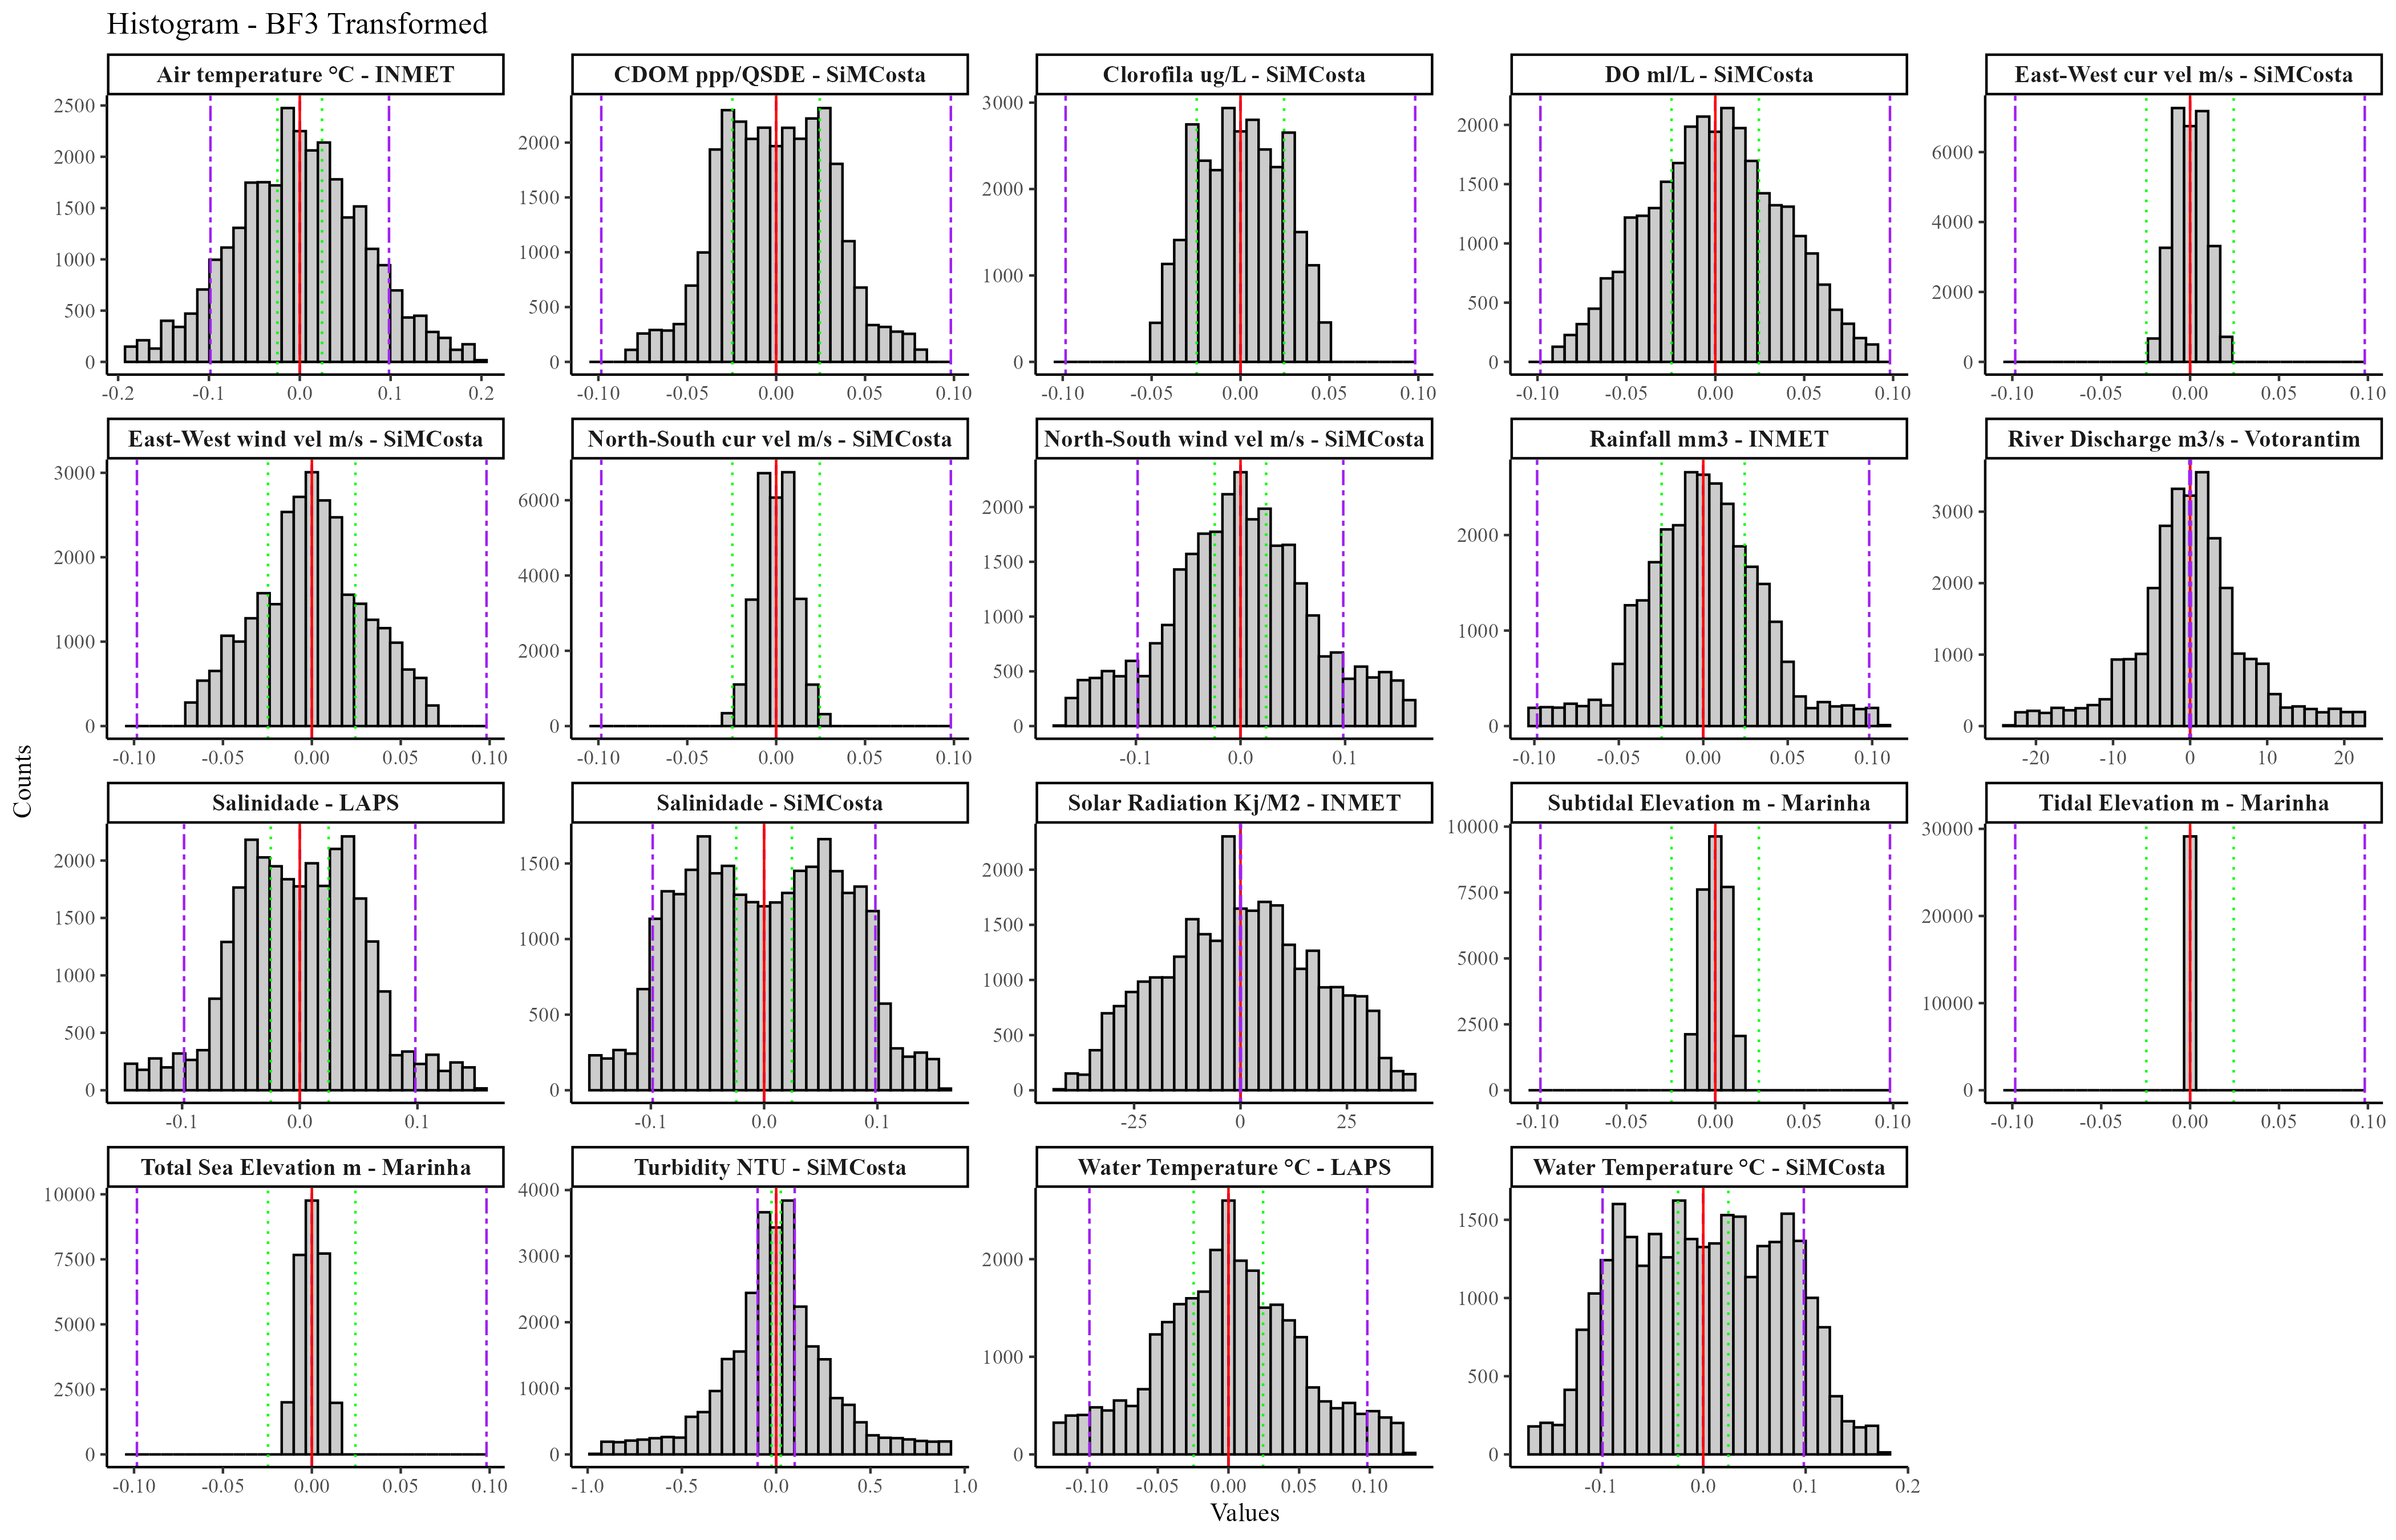 Histogram - BF3 Transformed
Air temperature °C - INMET
CDOM ppp/QSDE - SiMCosta
Clorofila ug/L - SiMCosta
DO ml/L - SiMCosta
East-West cur vel m/s - SiMCosta
2500
2000
1500
1000
500
0
2000
1500
1000
500
0
3000
2000
1000
0
2000
1500
1000
500
0
6000
4000
2000
0
-0.2 -0.1 0.0 0.1 0.2
-0.10 -0.05 0.00 0.05 0.10
-0.10 -0.05 0.00 0.05 0.10
-0.10 -0.05 0.00 0.05 0.10
-0.10 -0.05 0.00 0.05 0.10
East-West wind vel m/s - SiMCosta
North-South cur vel m/s - SiMCosta
North-South wind vel m/s - SiMCosta
Rainfall mm3 - INMET
River Discharge m3/s - Votorantim
3000
2000
1000
0
6000
4000
2000
0
2000
1500
1000
500
0
2000
1000
0
3000
2000
1000
0
-0.10 -0.05 0.00 0.05 0.10
-0.10 -0.05 0.00 0.05 0.10
-0.1 0.0 0.1
-0.10 -0.05 0.00 0.05 0.10
-20 -10 0 10 20
Counts
Salinidade - LAPS
Salinidade - SiMCosta
Solar Radiation Kj/M2 - INMET
Subtidal Elevation m - Marinha
Tidal Elevation m - Marinha
2000
1500
1000
500
0
1500
1000
500
0
2000
1500
1000
500
0
10000
7500
5000
2500
0
30000
20000
10000
0
-0.1 0.0 0.1
-0.1 0.0 0.1
-25 0 25
-0.10 -0.05 0.00 0.05 0.10
-0.10 -0.05 0.00 0.05 0.10
Total Sea Elevation m - Marinha
Turbidity NTU - SiMCosta
Water Temperature °C - LAPS
Water Temperature °C - SiMCosta
10000
7500
5000
2500
0
4000
3000
2000
1000
0
2000
1000
0
1500
1000
500
0
-0.10 -0.05 0.00 0.05 0.10
-1.0 -0.5 0.0 0.5 1.0
-0.10 -0.05 0.00 0.05 0.10
-0.1 0.0 0.1 0.2
Values